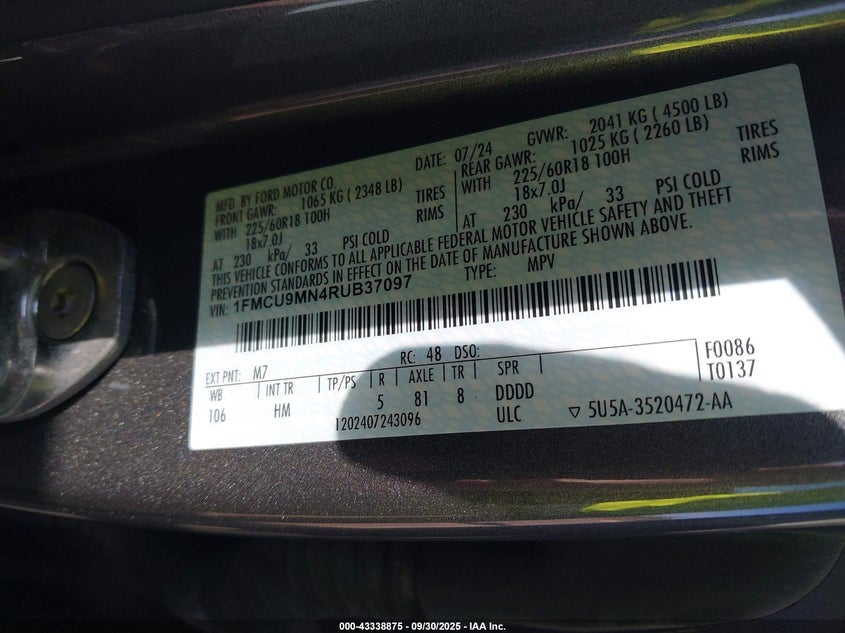 MFD. BY FORD MOTOR CO.
DATE: 07/24 GVWR: 2041 KG ( 4500 LB)
FRONT GAWR: 1065 KG ( 2348 LB) REAR GAWR: 1025 KG ( 2260 LB)
WITH 225/60R18 100H TIRES WITH 225/60R18 100H TIRES
18x7.0J RIMS 18x7.0J RIMS
AT 230 kPa/ 33 PSI COLD AT 230 kPa/ 33 PSI COLD
THIS VEHICLE CONFORMS TO ALL APPLICABLE FEDERAL MOTOR VEHICLE SAFETY AND THEFT
PREVENTION STANDARDS IN EFFECT ON THE DATE OF MANUFACTURE SHOWN ABOVE.
VIN: 1FMCU9MN4RUB37097 TYPE: MPV
EXT PNT: M7 RC: 48 DSO: F0086
WB INT TR TP/PS R AXLE TR SPR T0137
106 HM 5 81 8 DDDD
1202407243096 ULC ▽ 5U5A-3520472-AA
000-43338875 - 09/30/2025 - IAA Inc.